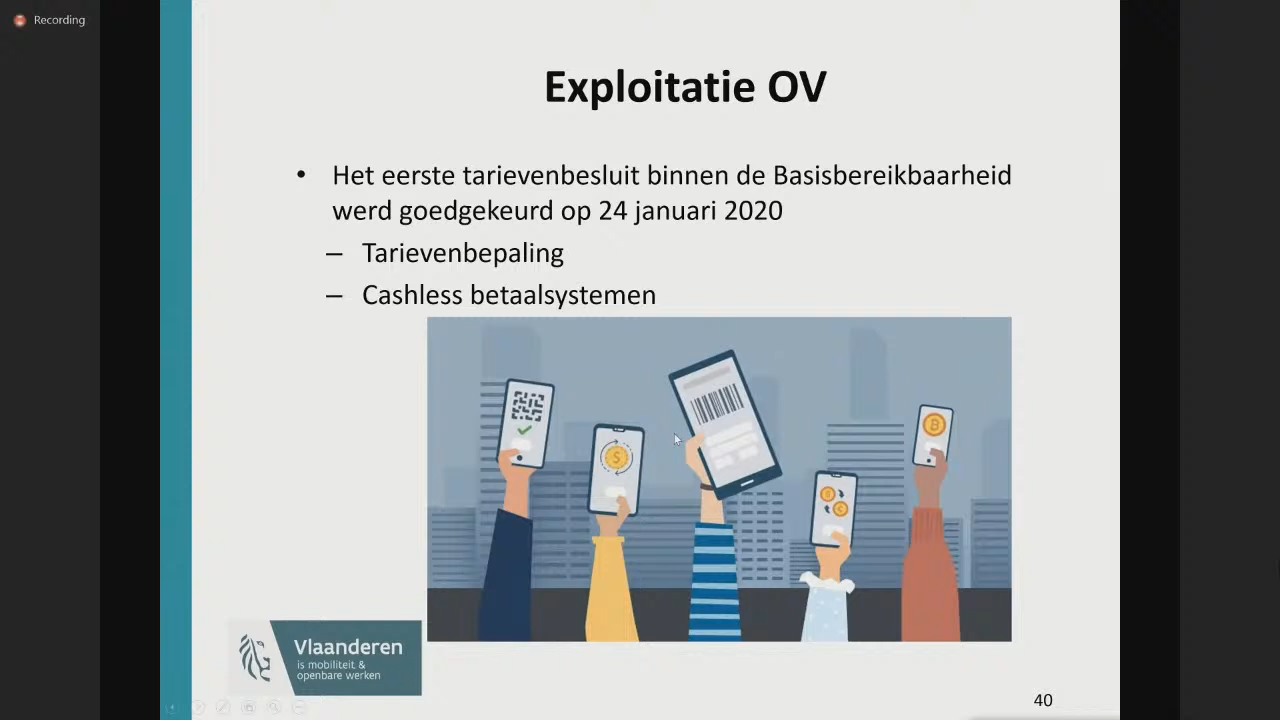 Recording
Exploitatie OV
• Het eerste tarievenbesluit binnen de Basisbereikbaarheid
werd goedgekeurd op 24 januari 2020
– Tarievenbepaling
– Cashless betaalsystemen
Vlaanderen
is mobiliteit &
openbare werken
40